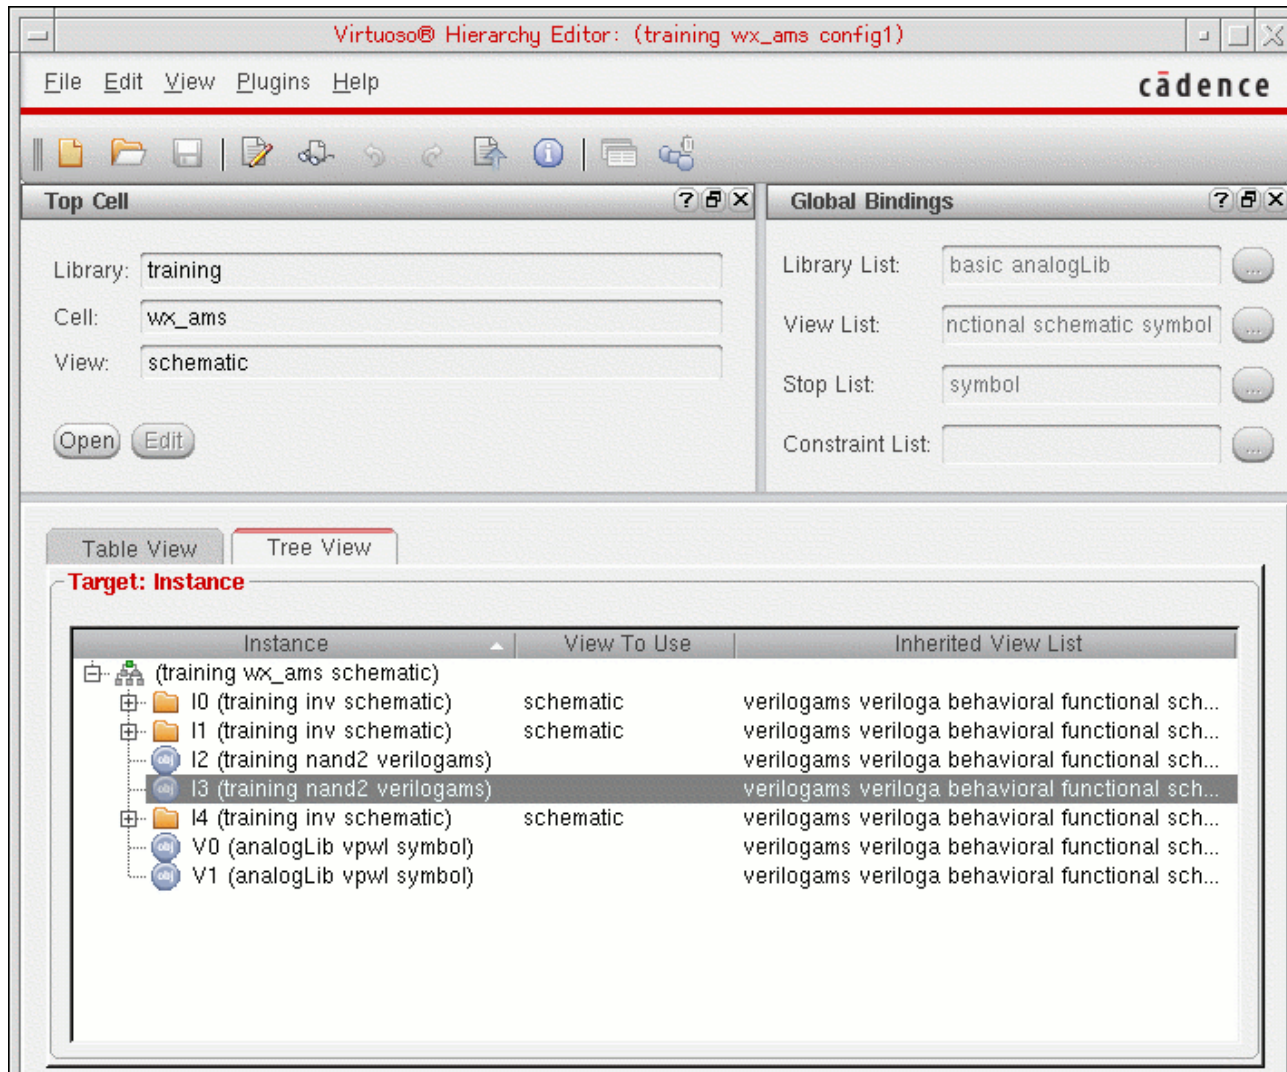 Virtuoso® Hierarchy Editor: (training wx_ams config1)
File Edit View Plugins Help
cādence
Top Cell
Library: training
Cell: wx_ams
View: schematic
Open Edit
Global Bindings
Library List: basic analogLib ...
View List: nctional schematic symbol ...
Stop List: symbol ...
Constraint List: ...
Table View Tree View
Target: Instance
Instance View To Use Inherited View List
(training wx_ams schematic)
I0 (training inv schematic) schematic verilogams veriloga behavioral functional sch...
I1 (training inv schematic) schematic verilogams veriloga behavioral functional sch...
obj I2 (training nand2 verilogams) verilogams veriloga behavioral functional sch...
obj I3 (training nand2 verilogams) verilogams veriloga behavioral functional sch...
I4 (training inv schematic) schematic verilogams veriloga behavioral functional sch...
obj V0 (analogLib vpwl symbol) verilogams veriloga behavioral functional sch...
obj V1 (analogLib vpwl symbol) verilogams veriloga behavioral functional sch...